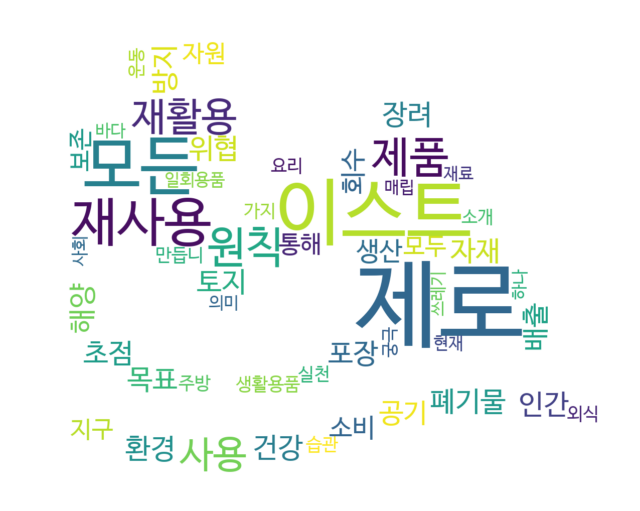 운동
방지
자원
재활용
장려
바다
보존
모든
위협
요리
회수
제품
매립
재료
일회용품
재사용
가지
이스트
소개
원칙
통해
생산
모두
자재
사회
만듭니
토지
의미
해양
제로
쓰레기
하나
배출
초점
포장
궁극
현재
목표
주방
생활용품
실천
지구
환경
사용
건강
습관
소비
공기
폐기물
인간
외식